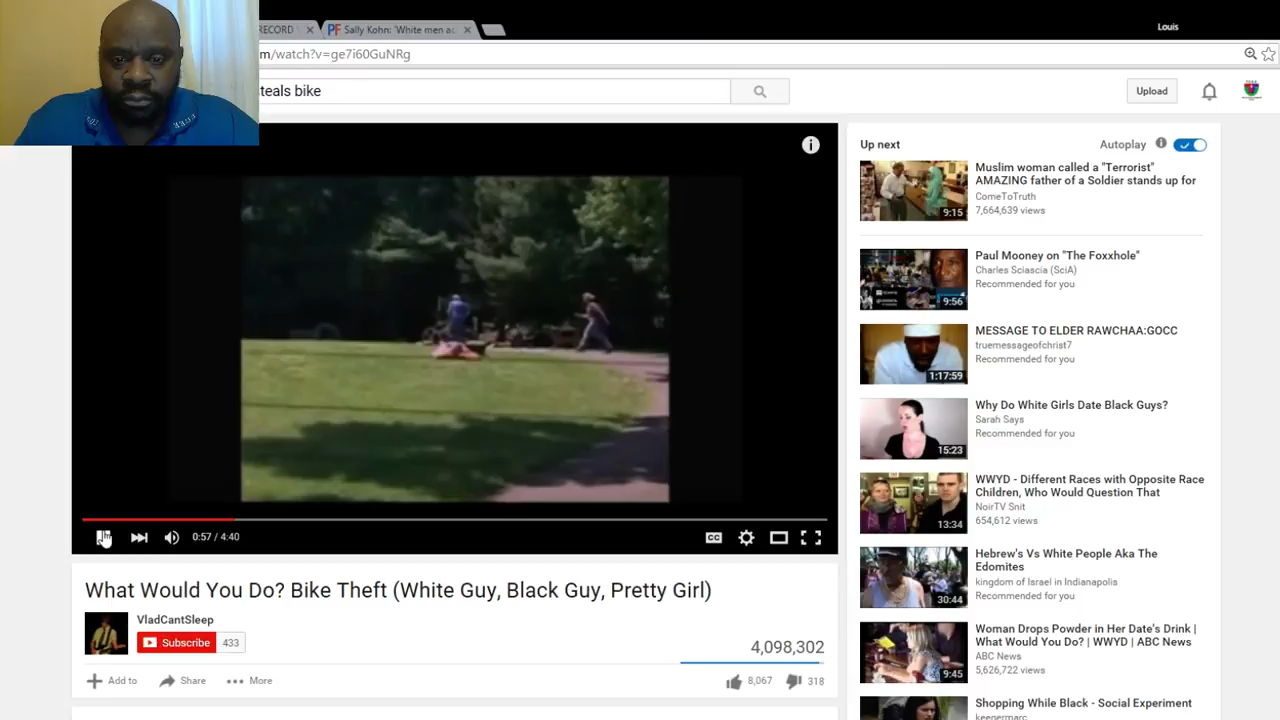 RECORD
PF Sally Kohn: 'White men ac
Louis
m/watch?v=ge7i60GuNRg
teals bike
Upload
Up next
Autoplay
Muslim woman called a "Terrorist"
AMAZING father of a Soldier stands up for
ComeToTruth
7,664,639 views
9:15
Paul Mooney on "The Foxxhole"
Charles Sciascia (SciA)
Recommended for you
9:56
MESSAGE TO ELDER RAWCHAA:GOCC
truemessageofchrist7
Recommended for you
1:17:59
Why Do White Girls Date Black Guys?
Sarah Says
Recommended for you
15:23
WWYD - Different Races with Opposite Race
Children, Who Would Question That
NoirTV Snit
654,612 views
13:34
Hebrew's Vs White People Aka The
Edomites
kingdom of Israel in Indianapolis
Recommended for you
30:44
Woman Drops Powder in Her Date's Drink |
What Would You Do? | WWYD | ABC News
ABC News
5,626,722 views
9:45
Shopping While Black - Social Experiment
keenermarc
0:57 / 4:40
CC
What Would You Do? Bike Theft (White Guy, Black Guy, Pretty Girl)
VladCantSleep
Subscribe 433
4,098,302
Add to Share More
8,067 318